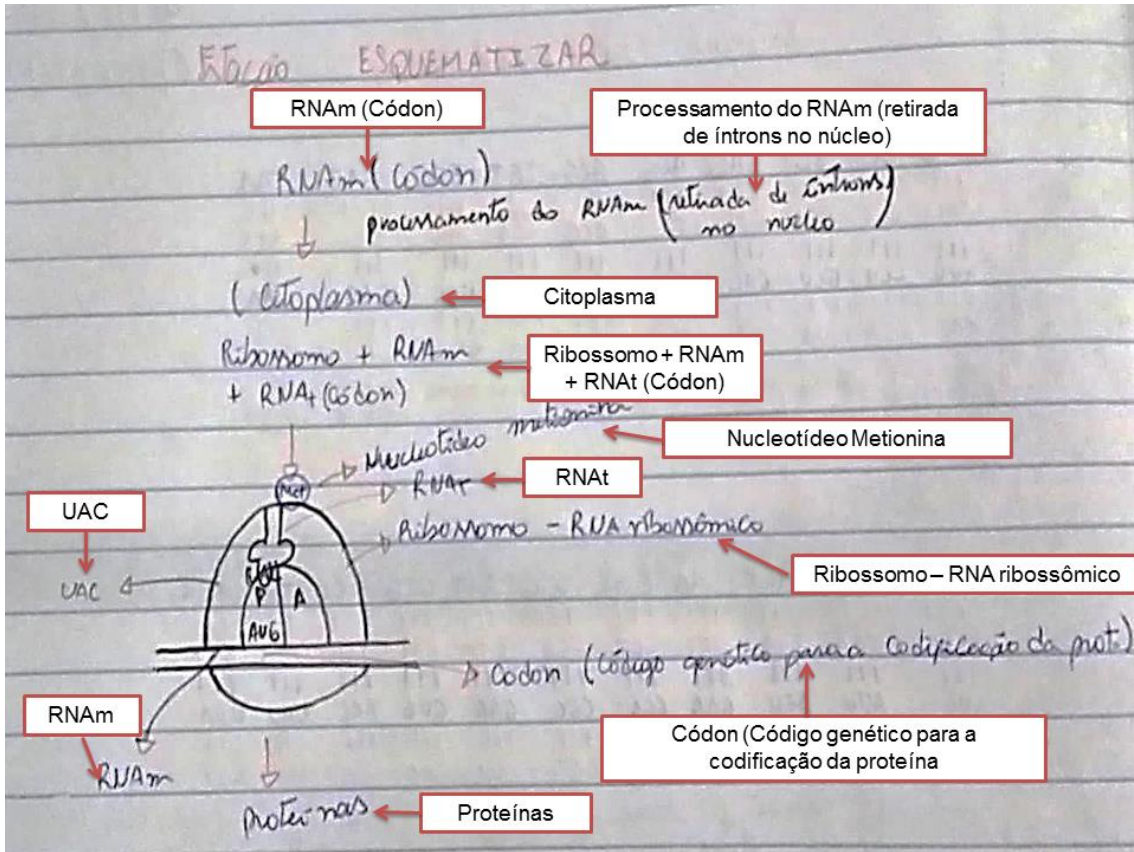 Etação ESQUEMATIZAR
RNAm (Códon)
Processamento do RNAm (retirada
de íntrons no núcleo)
RNAm (Códon)
processamento do RNAm (retirada de íntrons)
no nucleo
(Citoplasma)
Citoplasma
Ribossomo + RNAm
+ RNAt (Códon)
Ribossomo + RNAm
+ RNAt (Códon)
Nucleotídeo metionina
Nucleotídeo Metionina
Met
RNAt
RNAt
UAC
Ribossomo - RNA ribossômico
Ribossomo – RNA ribossômico
UAC
UAC
P A
AUG
Codon (Código genético para a codificação da prot.)
RNAm
Códon (Código genético para a
codificação da proteína
RNAm
Proteínas
Proteínas